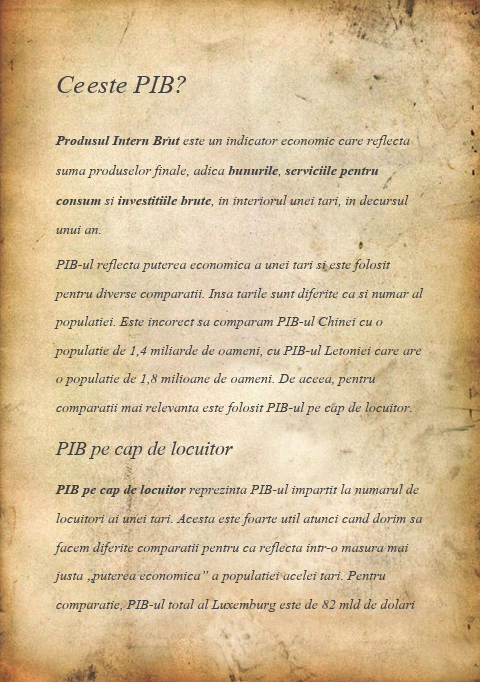 Ce este PIB?
Produsul Intern Brut este un indicator economic care reflecta
suma produselor finale, adica bunurile, serviciile pentru
consum si investitiile brute, in interiorul unei tari, in decursul
unui an.
PIB-ul reflecta puterea economica a unei tari si este folosit
pentru diverse comparatii. Insa tarile sunt diferite ca si numar al
populatiei. Este incorect sa comparam PIB-ul Chinei cu o
populatie de 1,4 miliarde de oameni, cu PIB-ul Letoniei care are
o populatie de 1,8 milioane de oameni. De aceea, pentru
comparatii mai relevanta este folosit PIB-ul pe cap de locuitor.
PIB pe cap de locuitor
PIB pe cap de locuitor reprezinta PIB-ul impartit la numarul de
locuitori ai unei tari. Acesta este foarte util atunci cand dorim sa
facem diferite comparatii pentru ca reflecta intr-o masura mai
justa „puterea economica” a populatiei acelei tari. Pentru
comparatie, PIB-ul total al Luxemburg este de 82 mld de dolari